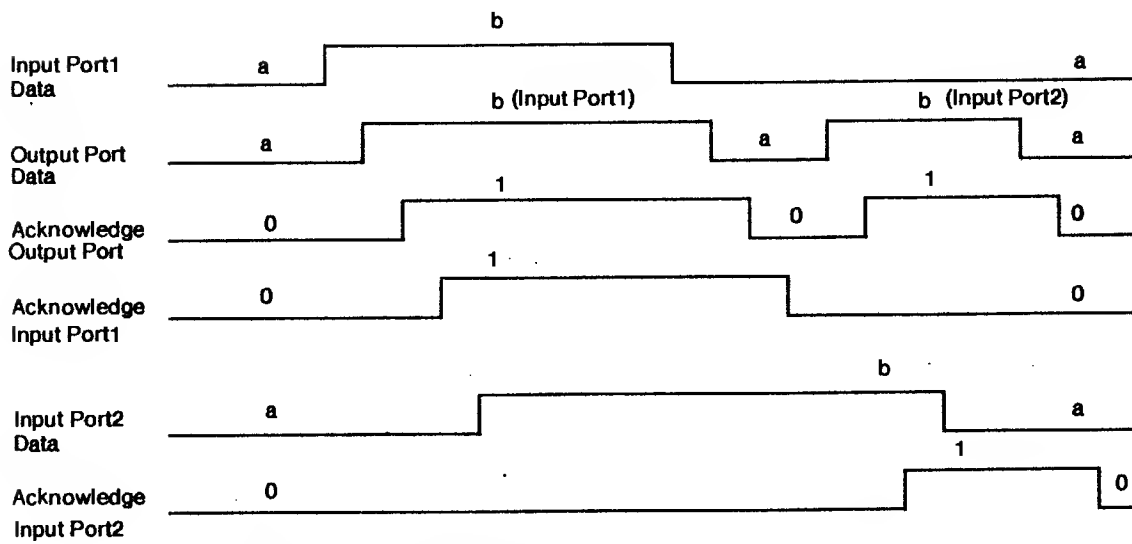 b
Input Port1
Data
a
a
b (Input Port1)
b (Input Port2)
Output Port
Data
a
a
a
1
1
Acknowledge
Output Port
0
0
0
1
Acknowledge
Input Port1
0
0
b
Input Port2
Data
a
a
1
Acknowledge
Input Port2
0
0